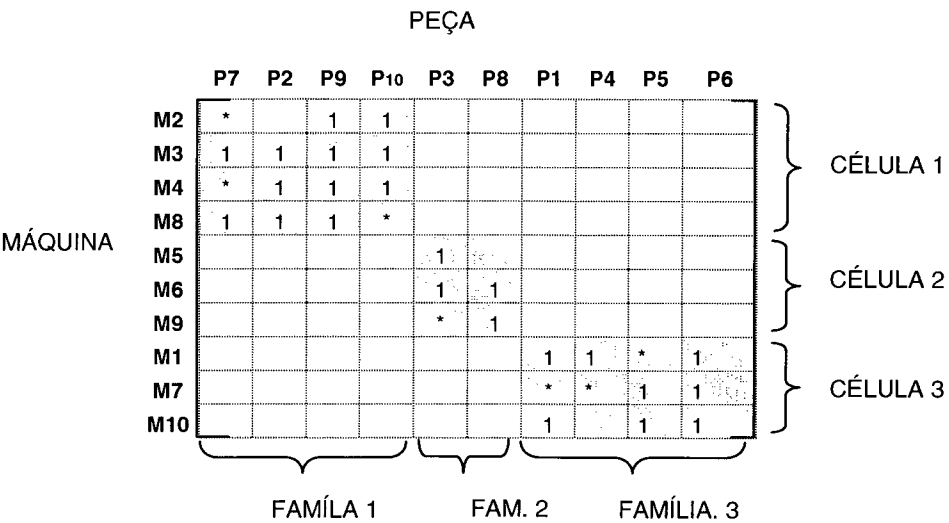 PEÇA
P7 P2 P9 P10 P3 P8 P1 P4 P5 P6
M2 * 1 1
M3 1 1 1 1
M4 * 1 1 1
CÉLULA 1
M8 1 1 1 *
MÁQUINA
M5 1
M6 1 1
CÉLULA 2
M9 * 1
M1 1 1 * 1
M7 * * 1 1
CÉLULA 3
M10 1 1 1
FAMÍLA 1 FAM. 2 FAMÍLIA. 3